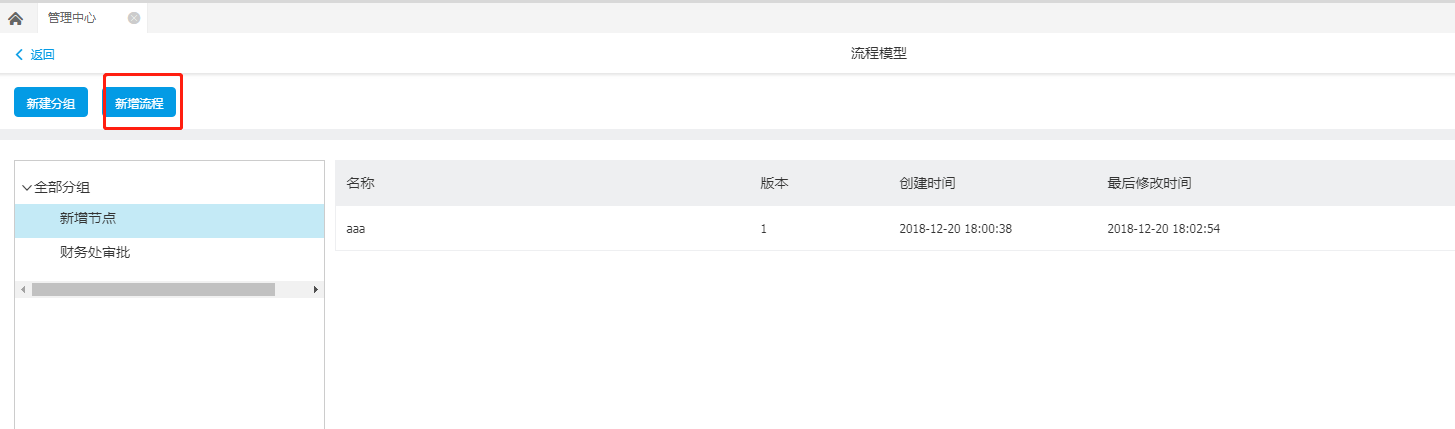 管理中心
返回
流程模型
新建分组 新增流程
全部分组
新增节点
财务处审批
名称 版本 创建时间 最后修改时间
aaa 1 2018-12-20 18:00:38 2018-12-20 18:02:54